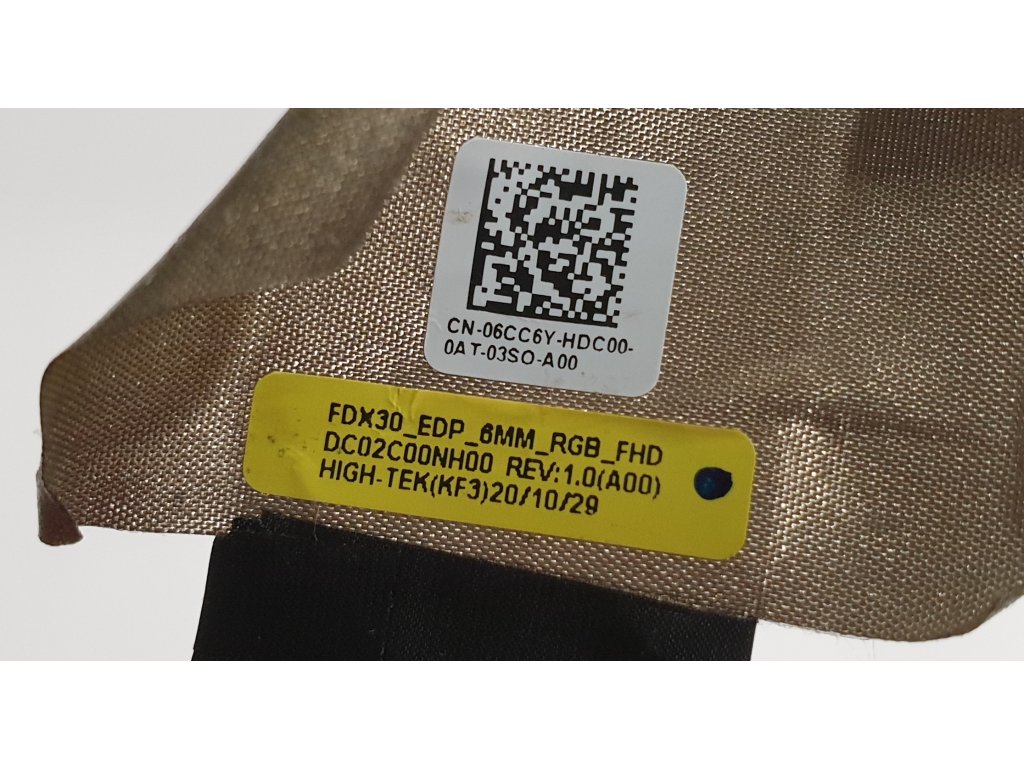 CN-06CC6Y-HDC00-
0AT-03SO-A00
FDX30_EDP_6MM_RGB_FHD
DC02C00NH00 REV:1.0(A00)
HIGH-TEK(KF3)20/10/29